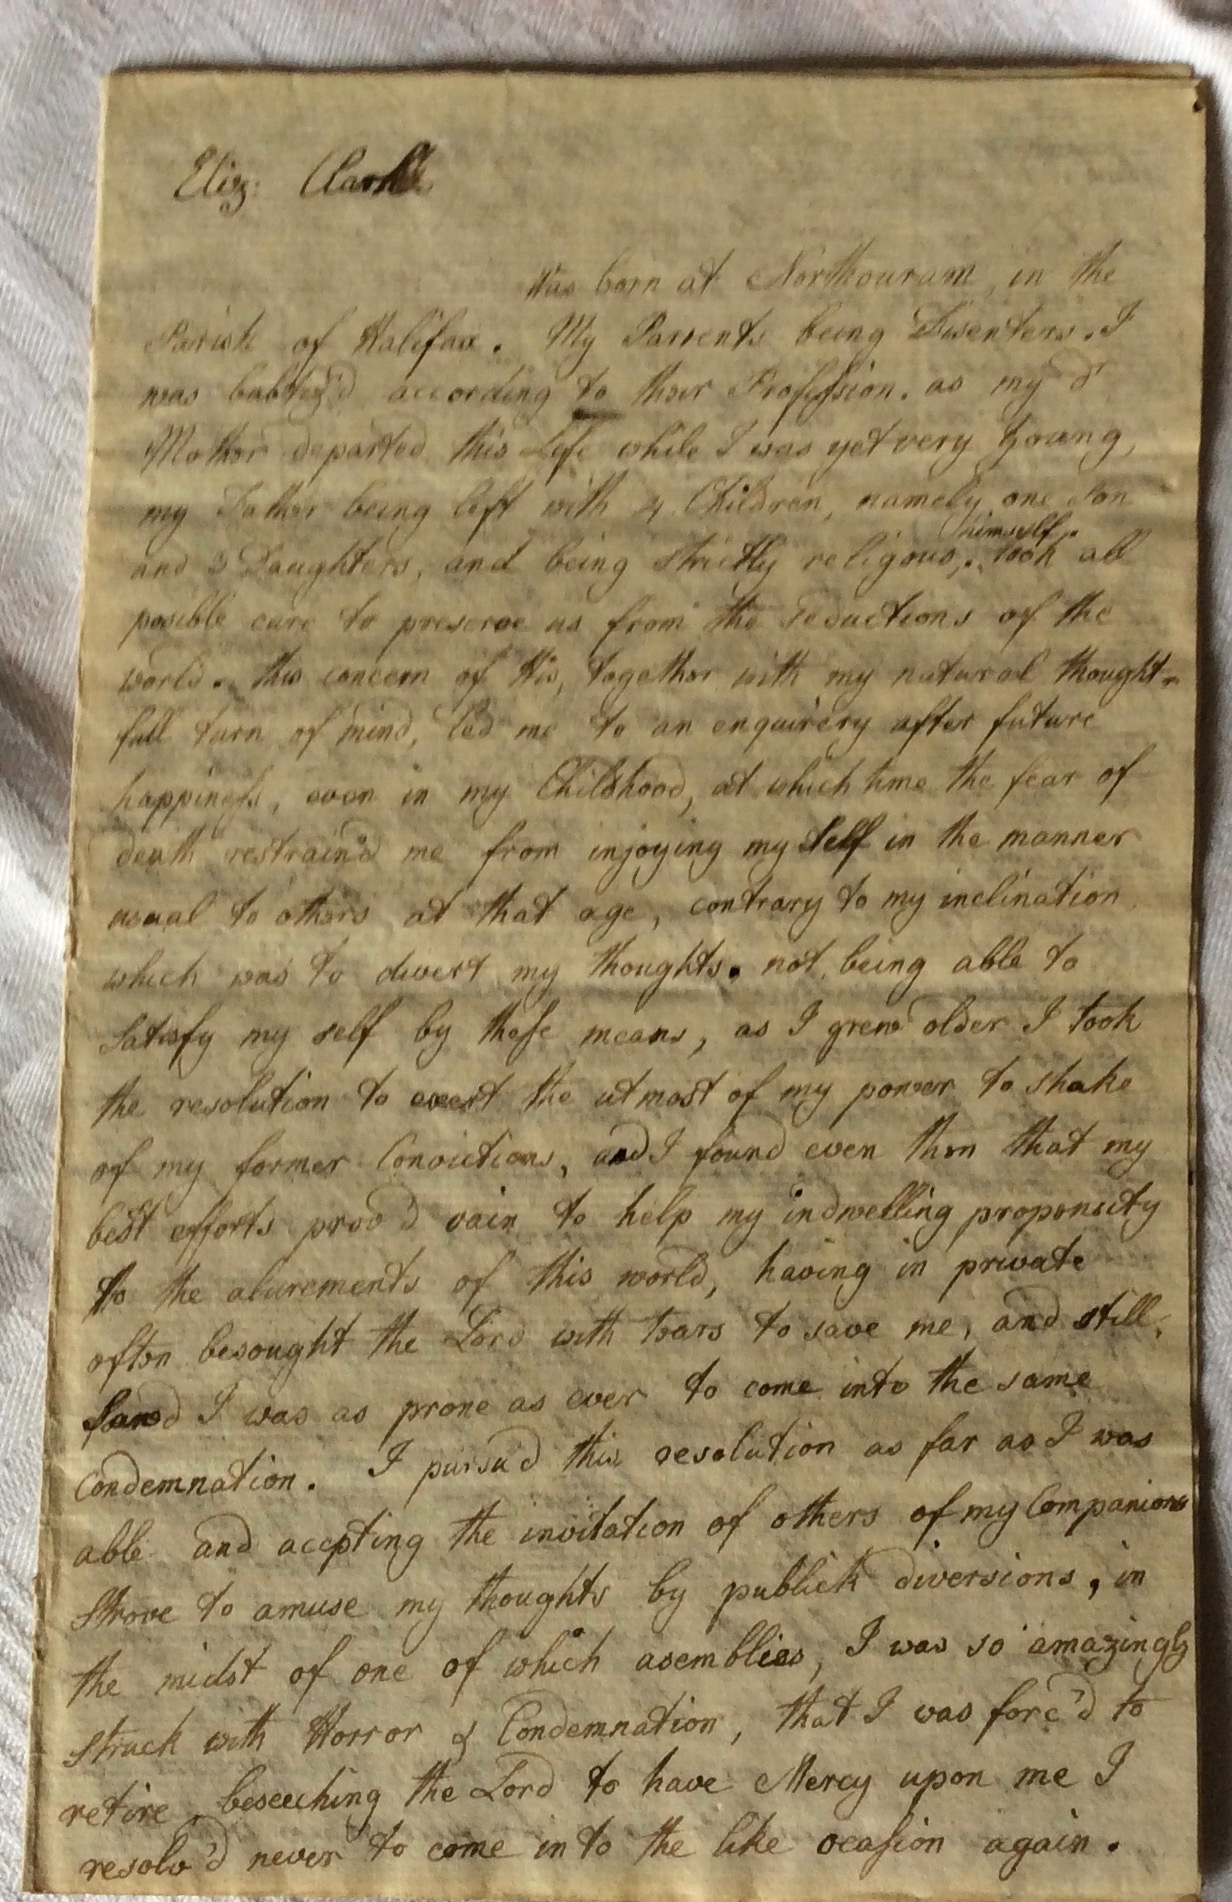 Eliz: Clark
Was born at Northouram, in the
Parish of Halifax. My Parrents being Disenters. I
was babtiz'd according to their Profession. as my dr
Mother departed this Life while I was yet very Young,
my Father being left with 4 Children, namely one Son
himself
and 3 Daughters, and being strictly religous, took all
posible care to preserve us from the seductions of the
world. this concern of His, together with my natural thought-
full turn of mind, led me to an enquirery after future
happiness, even in my Childhood, at which time the fear of
death restrain'd me from injoying my self in the manner
usual to others at that age, contrary to my inclination,
which was to divert my thoughts. not being able to
satisfy my self by these means, as I grew older I took
the resolution to exert the utmost of my power to shake
of my former Convictions, and I found even then that my
best efforts prov'd vain to help my indwelling propensity
to the alurements of this world, having in private
often besought the Lord with tears to save me, and still
found I was as prone as ever to come into the same
Condemnation. I pursu'd this resolution as far as I was
able and accpting the invitation of others of my Companions
strove to amuse my thoughts by publick diversions, in
the midst of one of which asemblies, I was so amazingly
struck with Horror & Condemnation, that I was forc'd to
retire beseeching the Lord to have Mercy upon me I
resolv'd never to come into the like ocasion again.